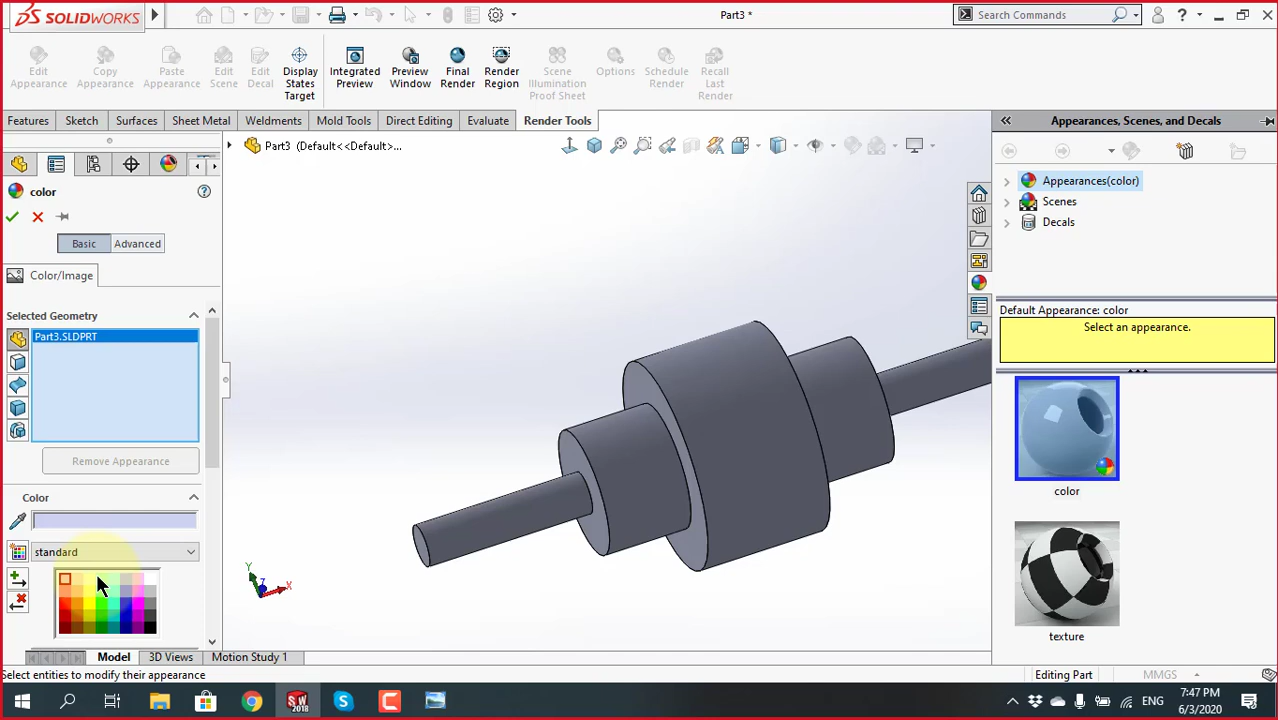 SOLIDWORKS
Part3 *
Search Commands
Edit Appearance
Copy Appearance
Paste Appearance
Edit Scene
Edit Decal
Display States Target
Integrated Preview
Preview Window
Final Render
Render Region
Scene Illumination Proof Sheet
Options
Schedule Render
Recall Last Render
Features
Sketch
Surfaces
Sheet Metal
Weldments
Mold Tools
Direct Editing
Evaluate
Render Tools
Appearances, Scenes, and Decals
Part3 (Default<<Default>...
color
Basic
Advanced
Color/Image
Selected Geometry
Part3.SLDPRT
Remove Appearance
Color
standard
Appearances(color)
Scenes
Decals
Default Appearance: color
Select an appearance.
color
texture
Y
Z
X
Model
3D Views
Motion Study 1
Select entities to modify their appearance
Editing Part
MMGS
SW
2018
ENG
7:47 PM
6/3/2020